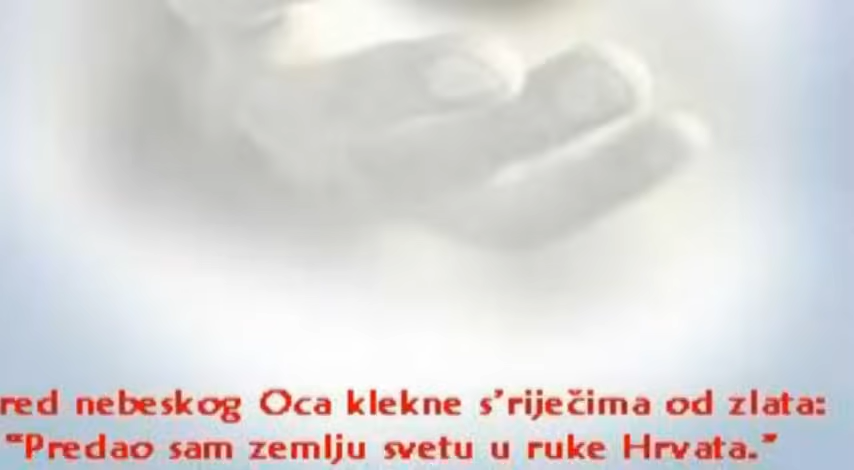 red nebeskog Oca klekne s'riječima od zlata:
"Predao sam zemlju svetu u ruke Hrvata."